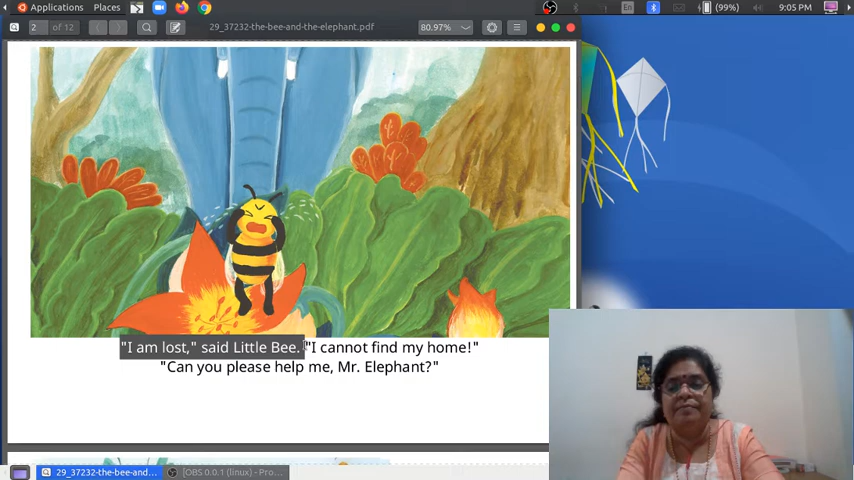 Applications Places En (99%) 9:05 PM
2 of 12 29_37232-the-bee-and-the-elephant.pdf 80.97%
"I am lost," said Little Bee. "I cannot find my home!"
"Can you please help me, Mr. Elephant?"
29_37232-the-bee-and... [OBS 0.0.1 (linux) - Pro...